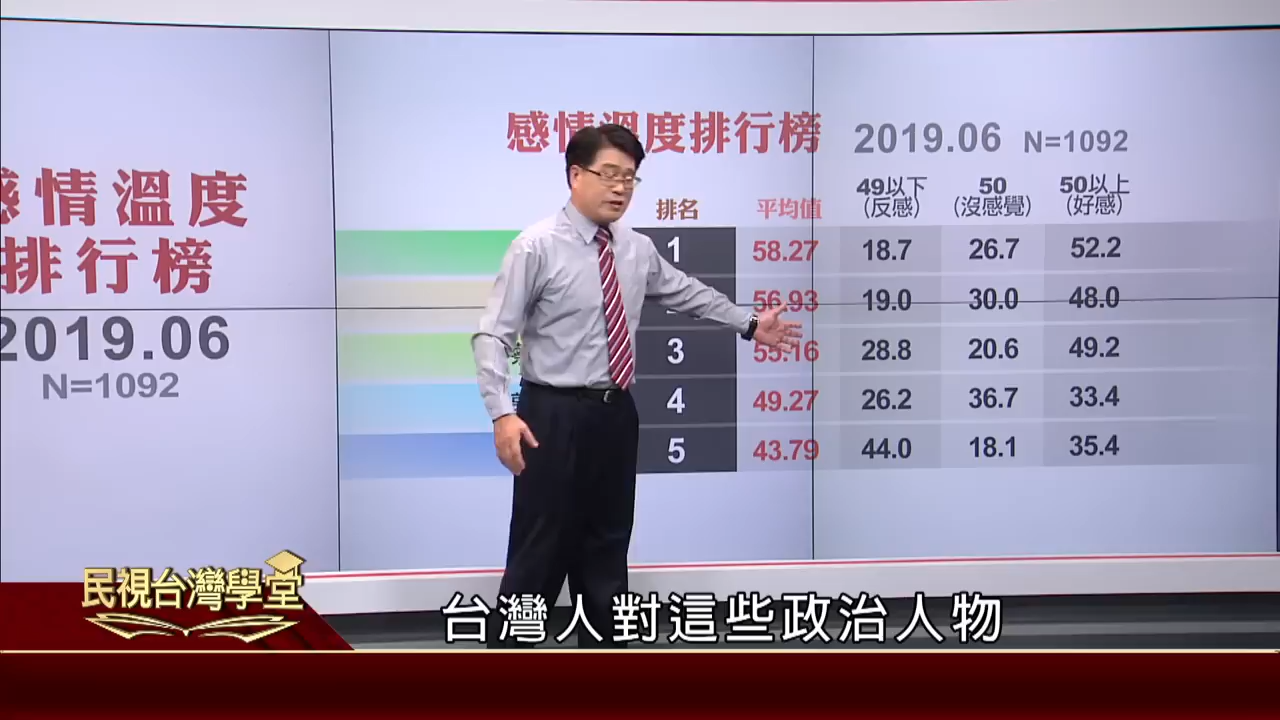 感情溫度
排行榜
2019.06
N=1092
感情溫度排行榜 2019.06 N=1092
排名 平均值 49以下(反感) 50(沒感覺) 50以上(好感)
1 58.27 18.7 26.7 52.2
56.93 19.0 30.0 48.0
3 55.16 28.8 20.6 49.2
4 49.27 26.2 36.7 33.4
5 43.79 44.0 18.1 35.4
民視台灣學堂
台灣人對這些政治人物